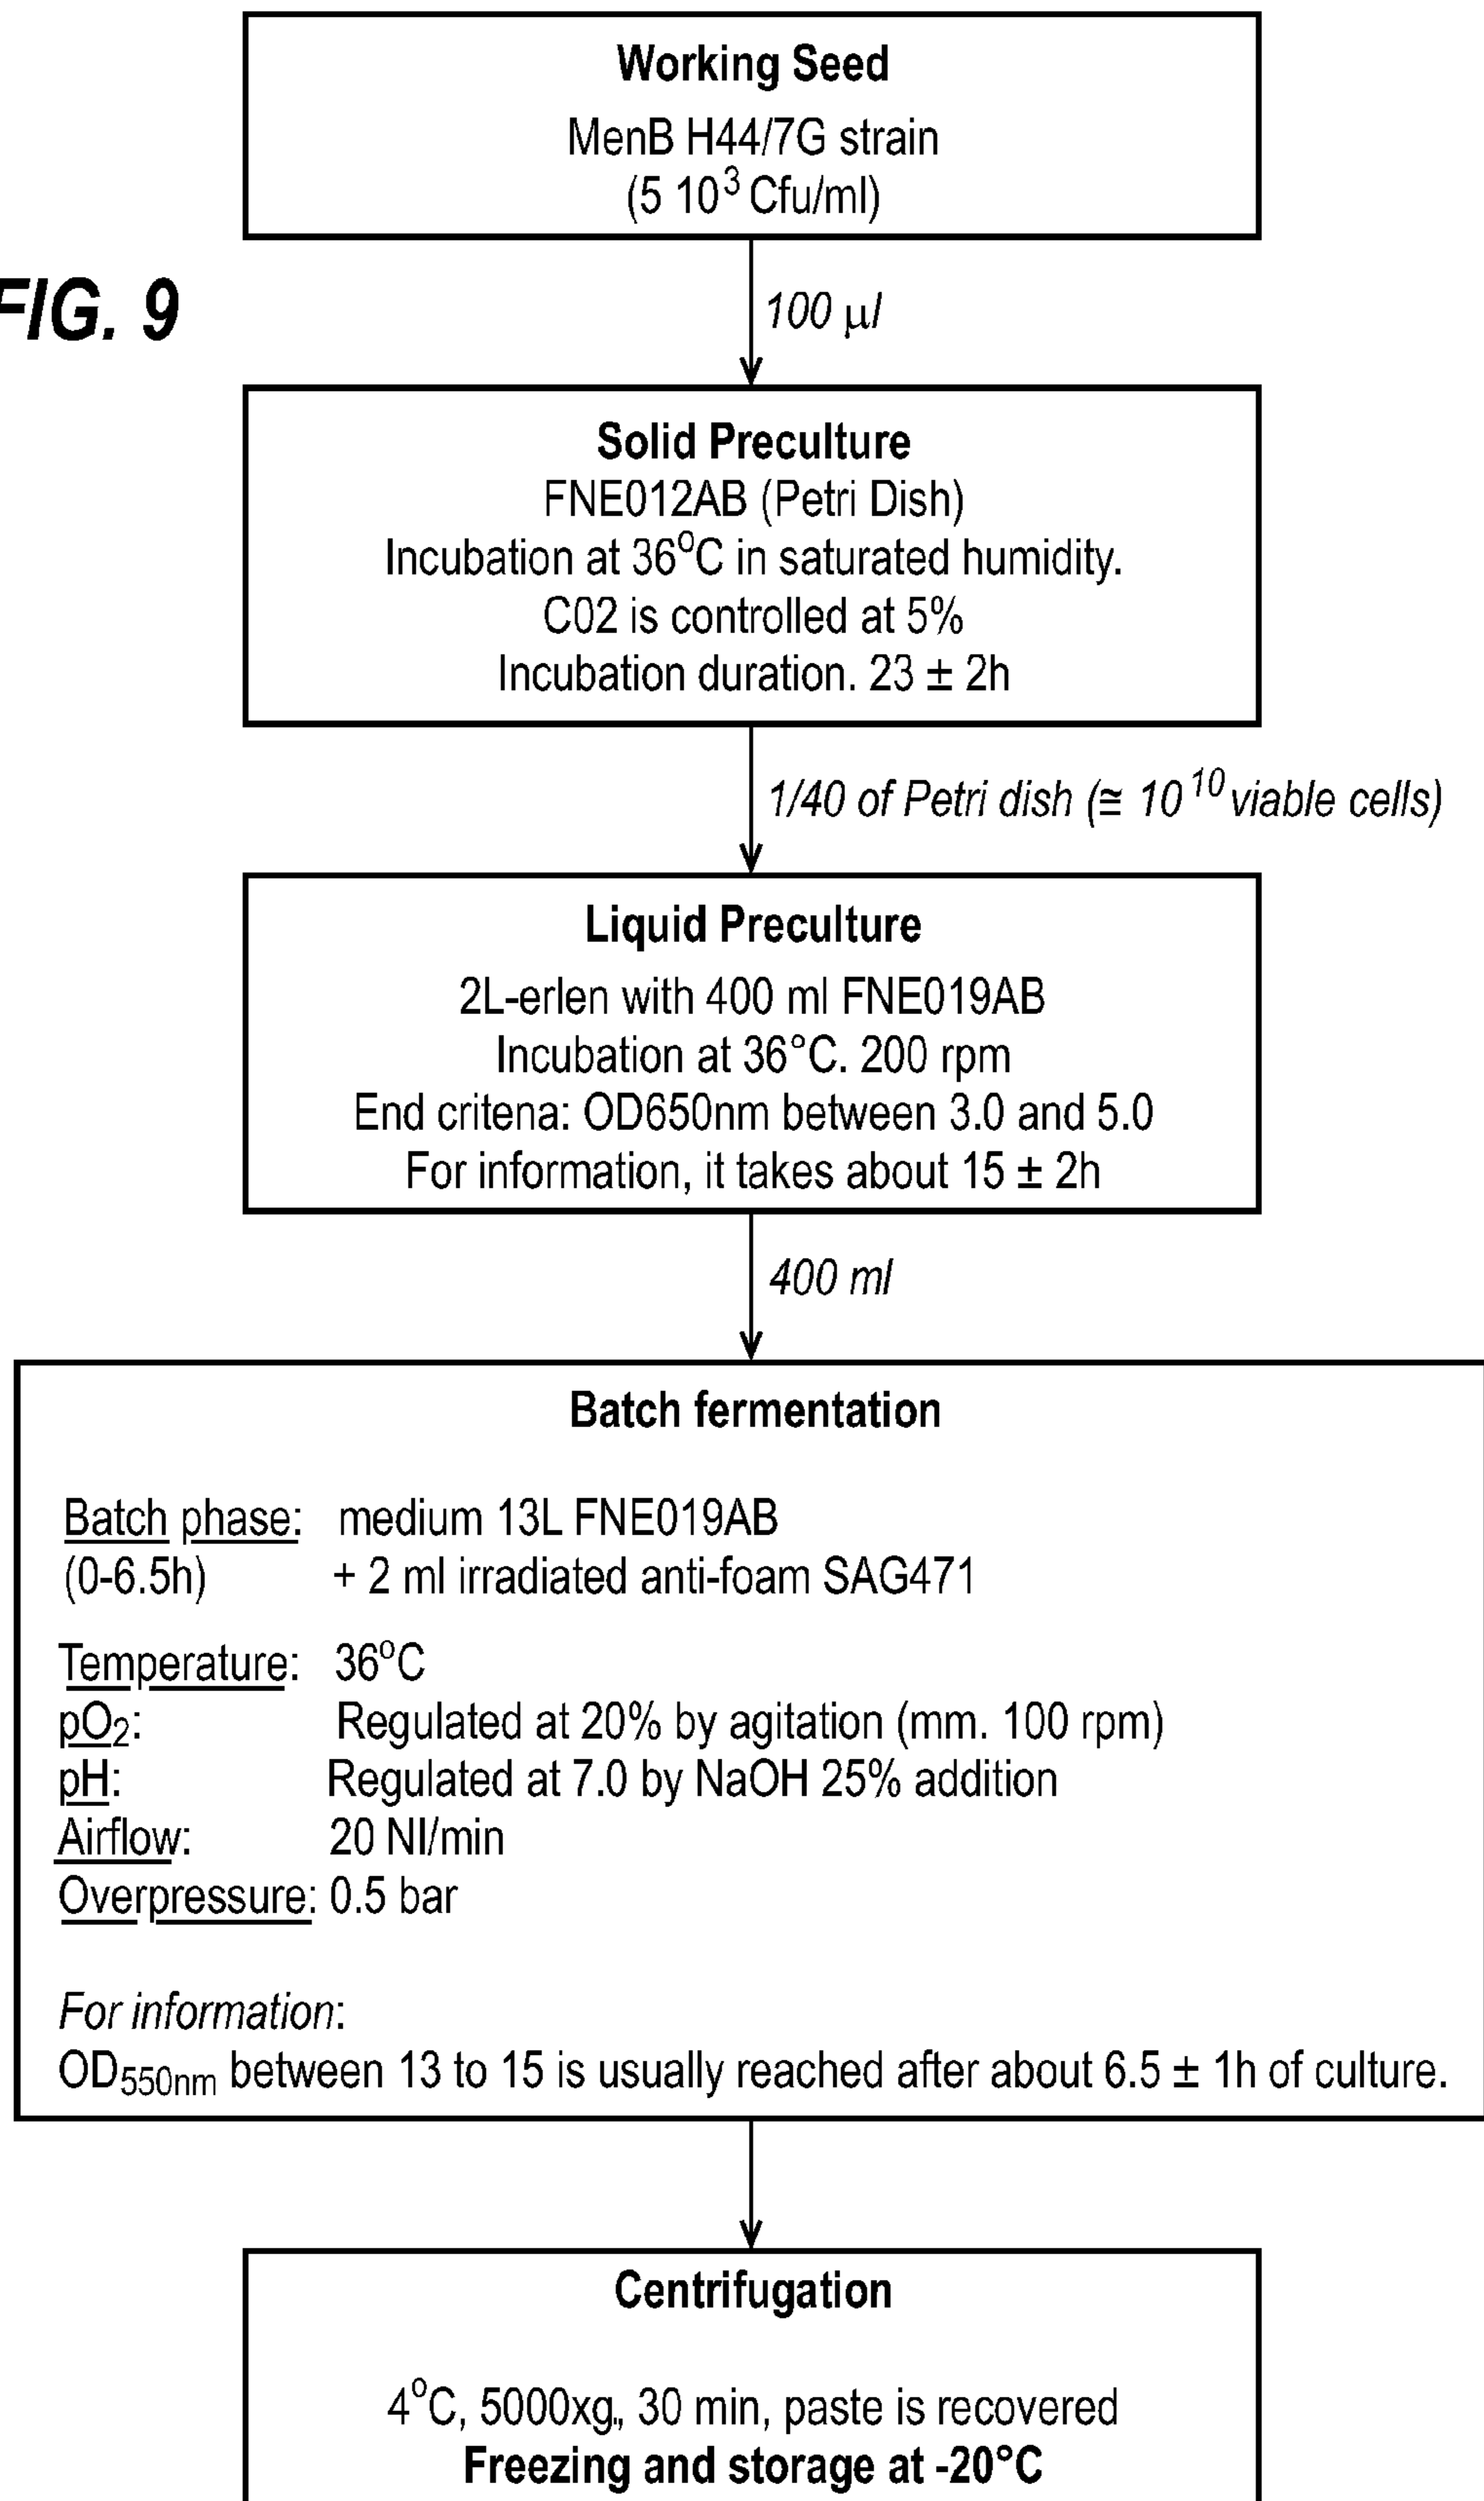 Working Seed
MenB H44/7G strain
(5 10³ Cfu/ml)
FIG. 9
100 µl
Solid Preculture
FNE012AB (Petri Dish)
Incubation at 36°C in saturated humidity.
C02 is controlled at 5%
Incubation duration. 23 ± 2h
1/40 of Petri dish (≅ 10¹⁰ viable cells)
Liquid Preculture
2L-erlen with 400 ml FNE019AB
Incubation at 36°C. 200 rpm
End critena: OD650nm between 3.0 and 5.0
For information, it takes about 15 ± 2h
400 ml
Batch fermentation
Batch phase: medium 13L FNE019AB
(0-6.5h) + 2 ml irradiated anti-foam SAG471
Temperature: 36°C
pO₂: Regulated at 20% by agitation (mm. 100 rpm)
pH: Regulated at 7.0 by NaOH 25% addition
Airflow: 20 Nl/min
Overpressure: 0.5 bar
For information:
OD550nm between 13 to 15 is usually reached after about 6.5 ± 1h of culture.
Centrifugation
4°C, 5000xg,, 30 min, paste is recovered
Freezing and storage at -20°C